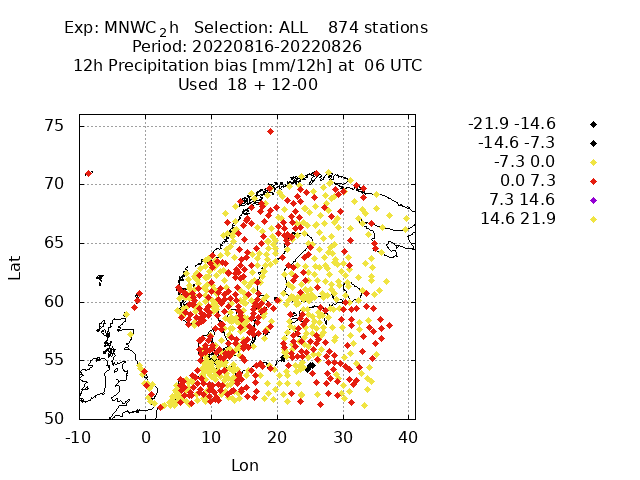 Exp: MNWC_2h   Selection: ALL    874 stations
Period: 20220816-20220826
12h Precipitation bias [mm/12h] at  06 UTC
Used  18 + 12-00
-21.9 -14.6
-14.6 -7.3
-7.3 0.0
0.0 7.3
7.3 14.6
14.6 21.9
75
70
65
60
55
50
Lat
-10 0 10 20 30 40
Lon